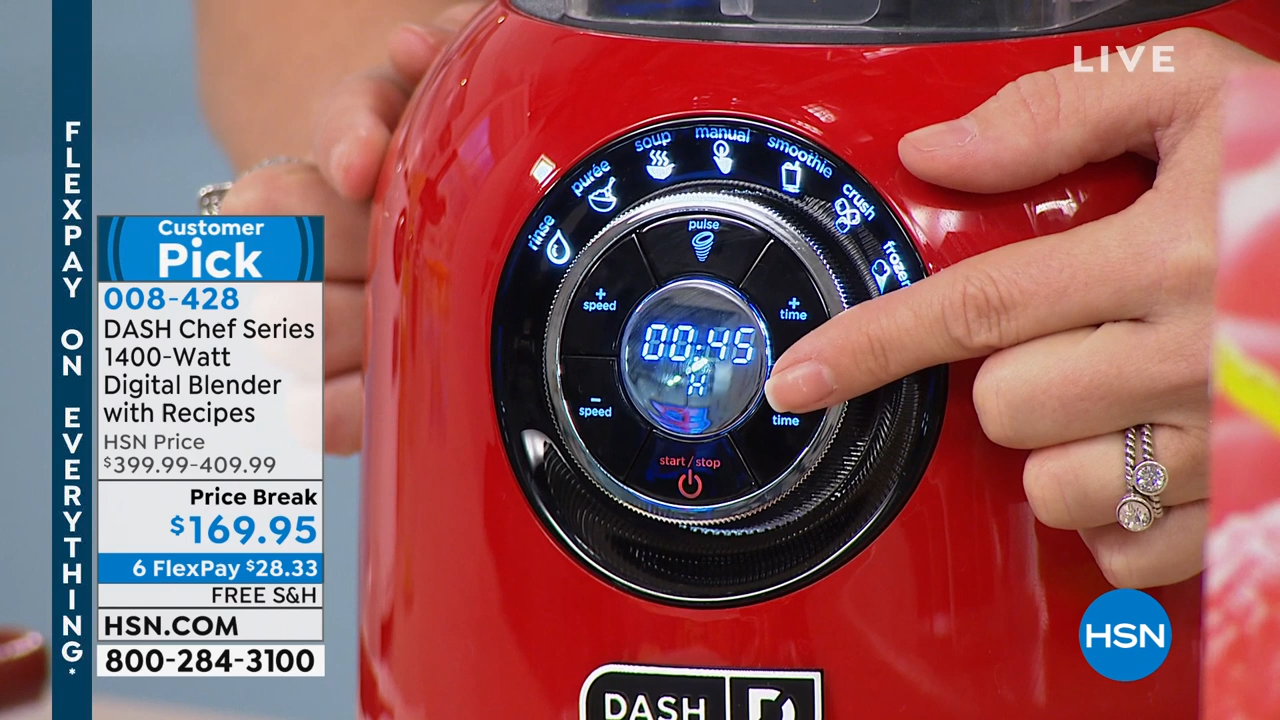 FLEXPAY ON EVERYTHING*
Customer
Pick
008-428
DASH Chef Series
1400-Watt
Digital Blender
with Recipes
HSN Price
$399.99-409.99
Price Break
$169.95
6 FlexPay $28.33
FREE S&H
HSN.COM
800-284-3100
LIVE
rinse
purée
soup
manual
smoothie
crush
frozen
pulse
+
speed
+
time
00:45
H
−
speed
time
start/stop
DASH D
HSN